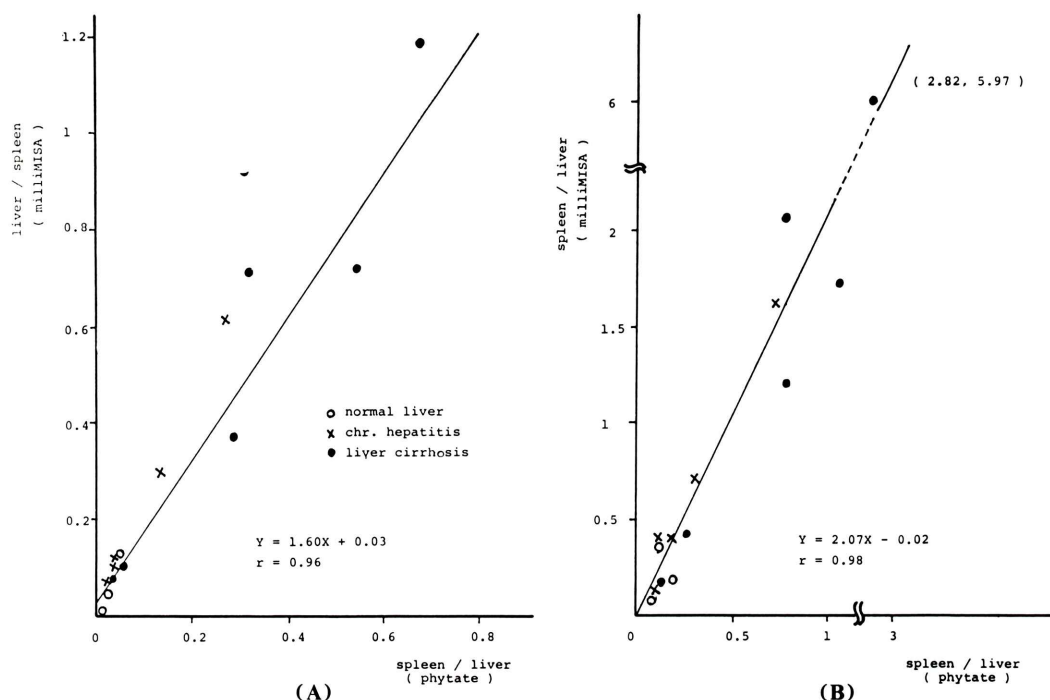 liver / spleen
( milliMISA )
1.2
1
0.8
0.6
0.4
0.2
0
0.2
0.4
0.6
0.8
o normal liver
x chr. hepatitis
● liver cirrhosis
Y = 1.60X + 0.03
r = 0.96
spleen / liver
( phytate )
(A)
spleen / liver
( milliMISA )
6
2
1.5
1
0.5
0
0.5
1
3
( 2.82, 5.97 )
Y = 2.07X - 0.02
r = 0.98
spleen / liver
( phytate )
(B)